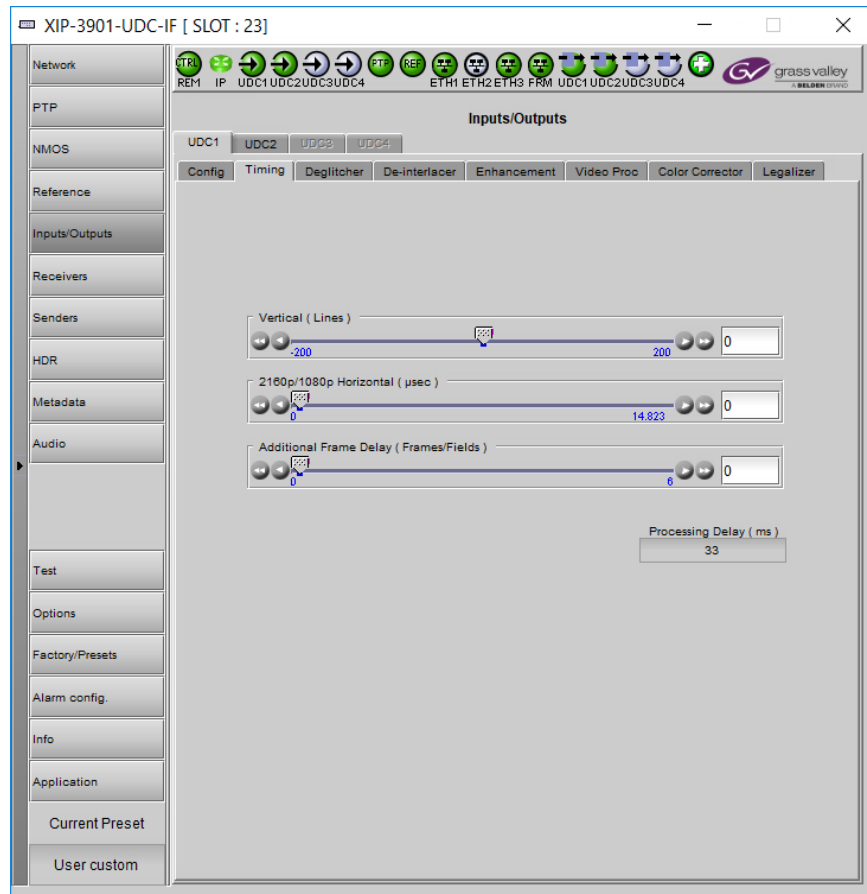 XIP-3901-UDC-IF [ SLOT : 23]
Network
PTP
NMOS
Reference
Inputs/Outputs
Receivers
Senders
HDR
Metadata
Audio
Test
Options
Factory/Presets
Alarm config.
Info
Application
Current Preset
User custom
CTRL PTP REF
REM IP UDC1 UDC2 UDC3 UDC4 ETH1 ETH2 ETH3 FRM UDC1 UDC2 UDC3 UDC4
GV grass valley
A BELDEN BRAND
Inputs/Outputs
UDC1 UDC2 UDC3 UDC4
Config Timing Deglitcher De-interlacer Enhancement Video Proc Color Corrector Legalizer
Vertical ( Lines )
-200 200 0
2160p/1080p Horizontal ( µsec )
0 14.823 0
Additional Frame Delay ( Frames/Fields )
0 6 0
Processing Delay ( ms )
33